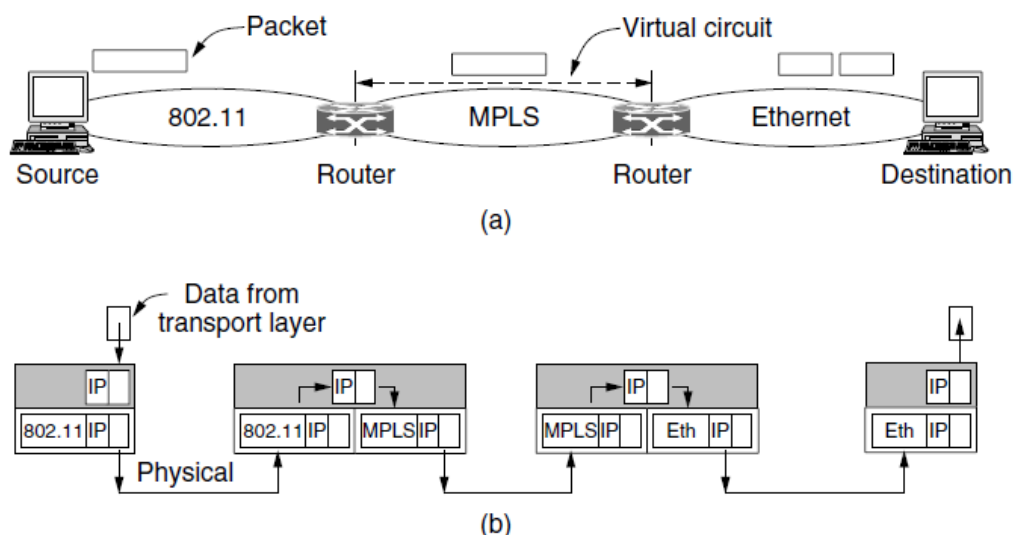 Packet
Virtual circuit
802.11
MPLS
Ethernet
Source
Router
Router
Destination
(a)
Data from
transport layer
IP
IP
IP
IP
802.11 IP
802.11 IP
MPLS IP
MPLS IP
Eth IP
Eth IP
Physical
(b)